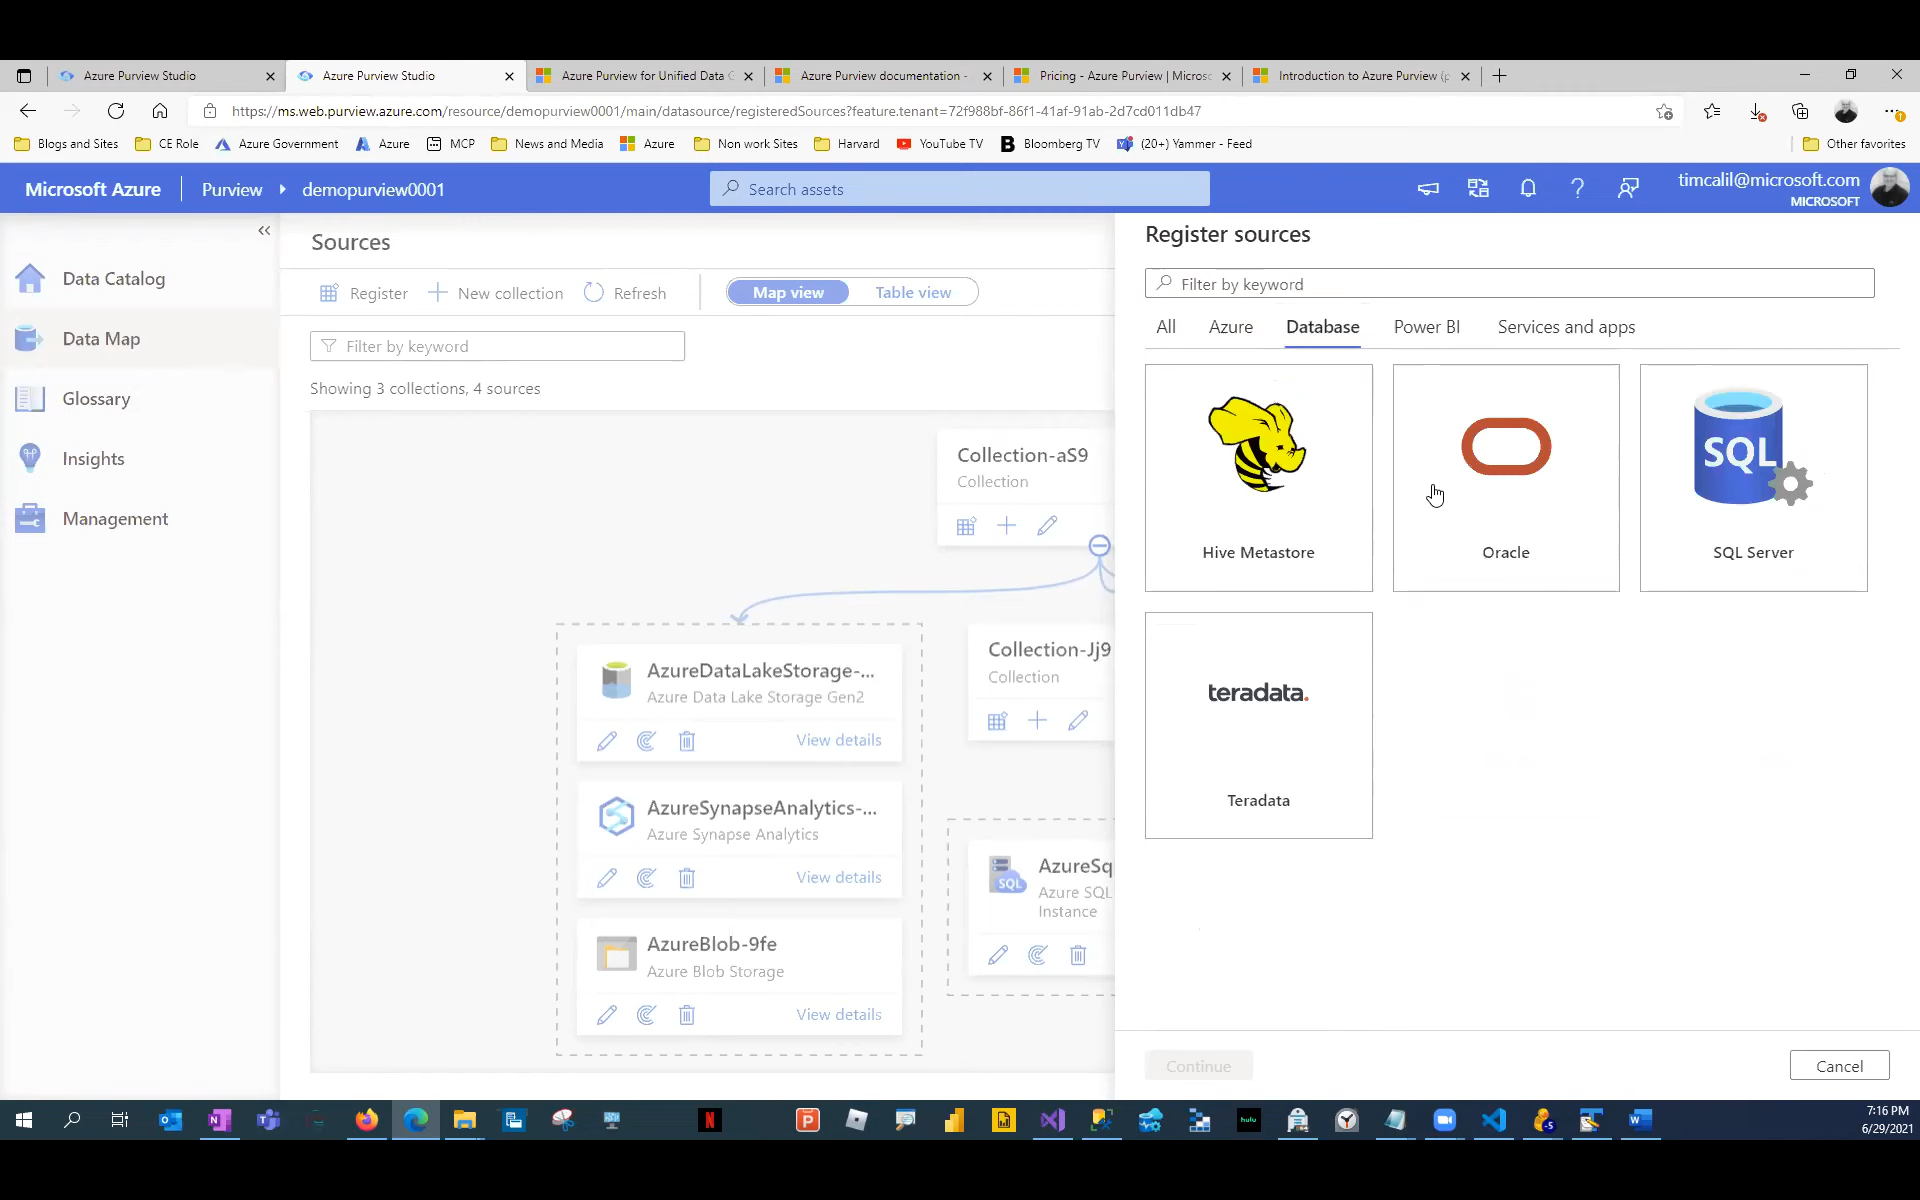 Azure Purview Studio
Azure Purview Studio
Azure Purview for Unified Data G
Azure Purview documentation -
Pricing - Azure Purview | Micros
Introduction to Azure Purview (p
https://ms.web.purview.azure.com/resource/demopurview0001/main/datasource/registeredSources?feature.tenant=72f988bf-86f1-41af-91ab-2d7cd011db47
Blogs and Sites
CE Role
Azure Government
Azure
MCP
News and Media
Azure
Non work Sites
Harvard
YouTube TV
B Bloomberg TV
(20+) Yammer - Feed
Other favorites
Microsoft Azure
Purview
demopurview0001
Search assets
timcalil@microsoft.com
MICROSOFT
Data Catalog
Data Map
Glossary
Insights
Management
Sources
Register
New collection
Refresh
Map view
Table view
Filter by keyword
Showing 3 collections, 4 sources
Collection-aS9
Collection
AzureDataLakeStorage-...
Azure Data Lake Storage Gen2
View details
AzureSynapseAnalytics-...
Azure Synapse Analytics
View details
AzureBlob-9fe
Azure Blob Storage
View details
Collection-Jj9
Collection
SQL
AzureSq
Azure SQL
Instance
Register sources
Filter by keyword
All
Azure
Database
Power BI
Services and apps
Hive Metastore
Oracle
SQL
SQL Server
teradata.
Teradata
Continue
Cancel
N
hulu
-5
7:16 PM
6/29/2021